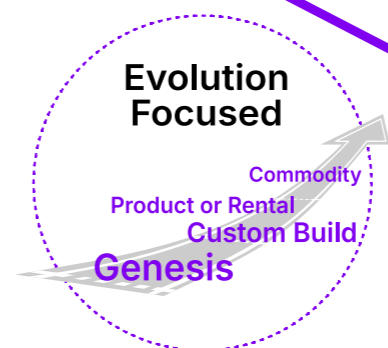 Evolution
Focused
Commodity
Product or Rental
Custom Build
Genesis